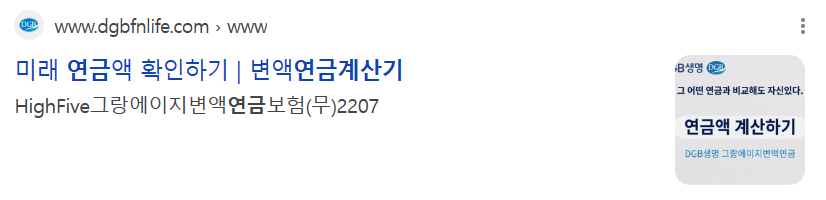 DGB www.dgbfnlife.com › www
미래 연금액 확인하기 | 변액연금계산기
HighFive그랑에이지변액연금보험(무)2207
GB생명 DGB
그 어떤 연금과 비교해도 자신있다.
연금액 계산하기
DGB생명 그랑에이지변액연금